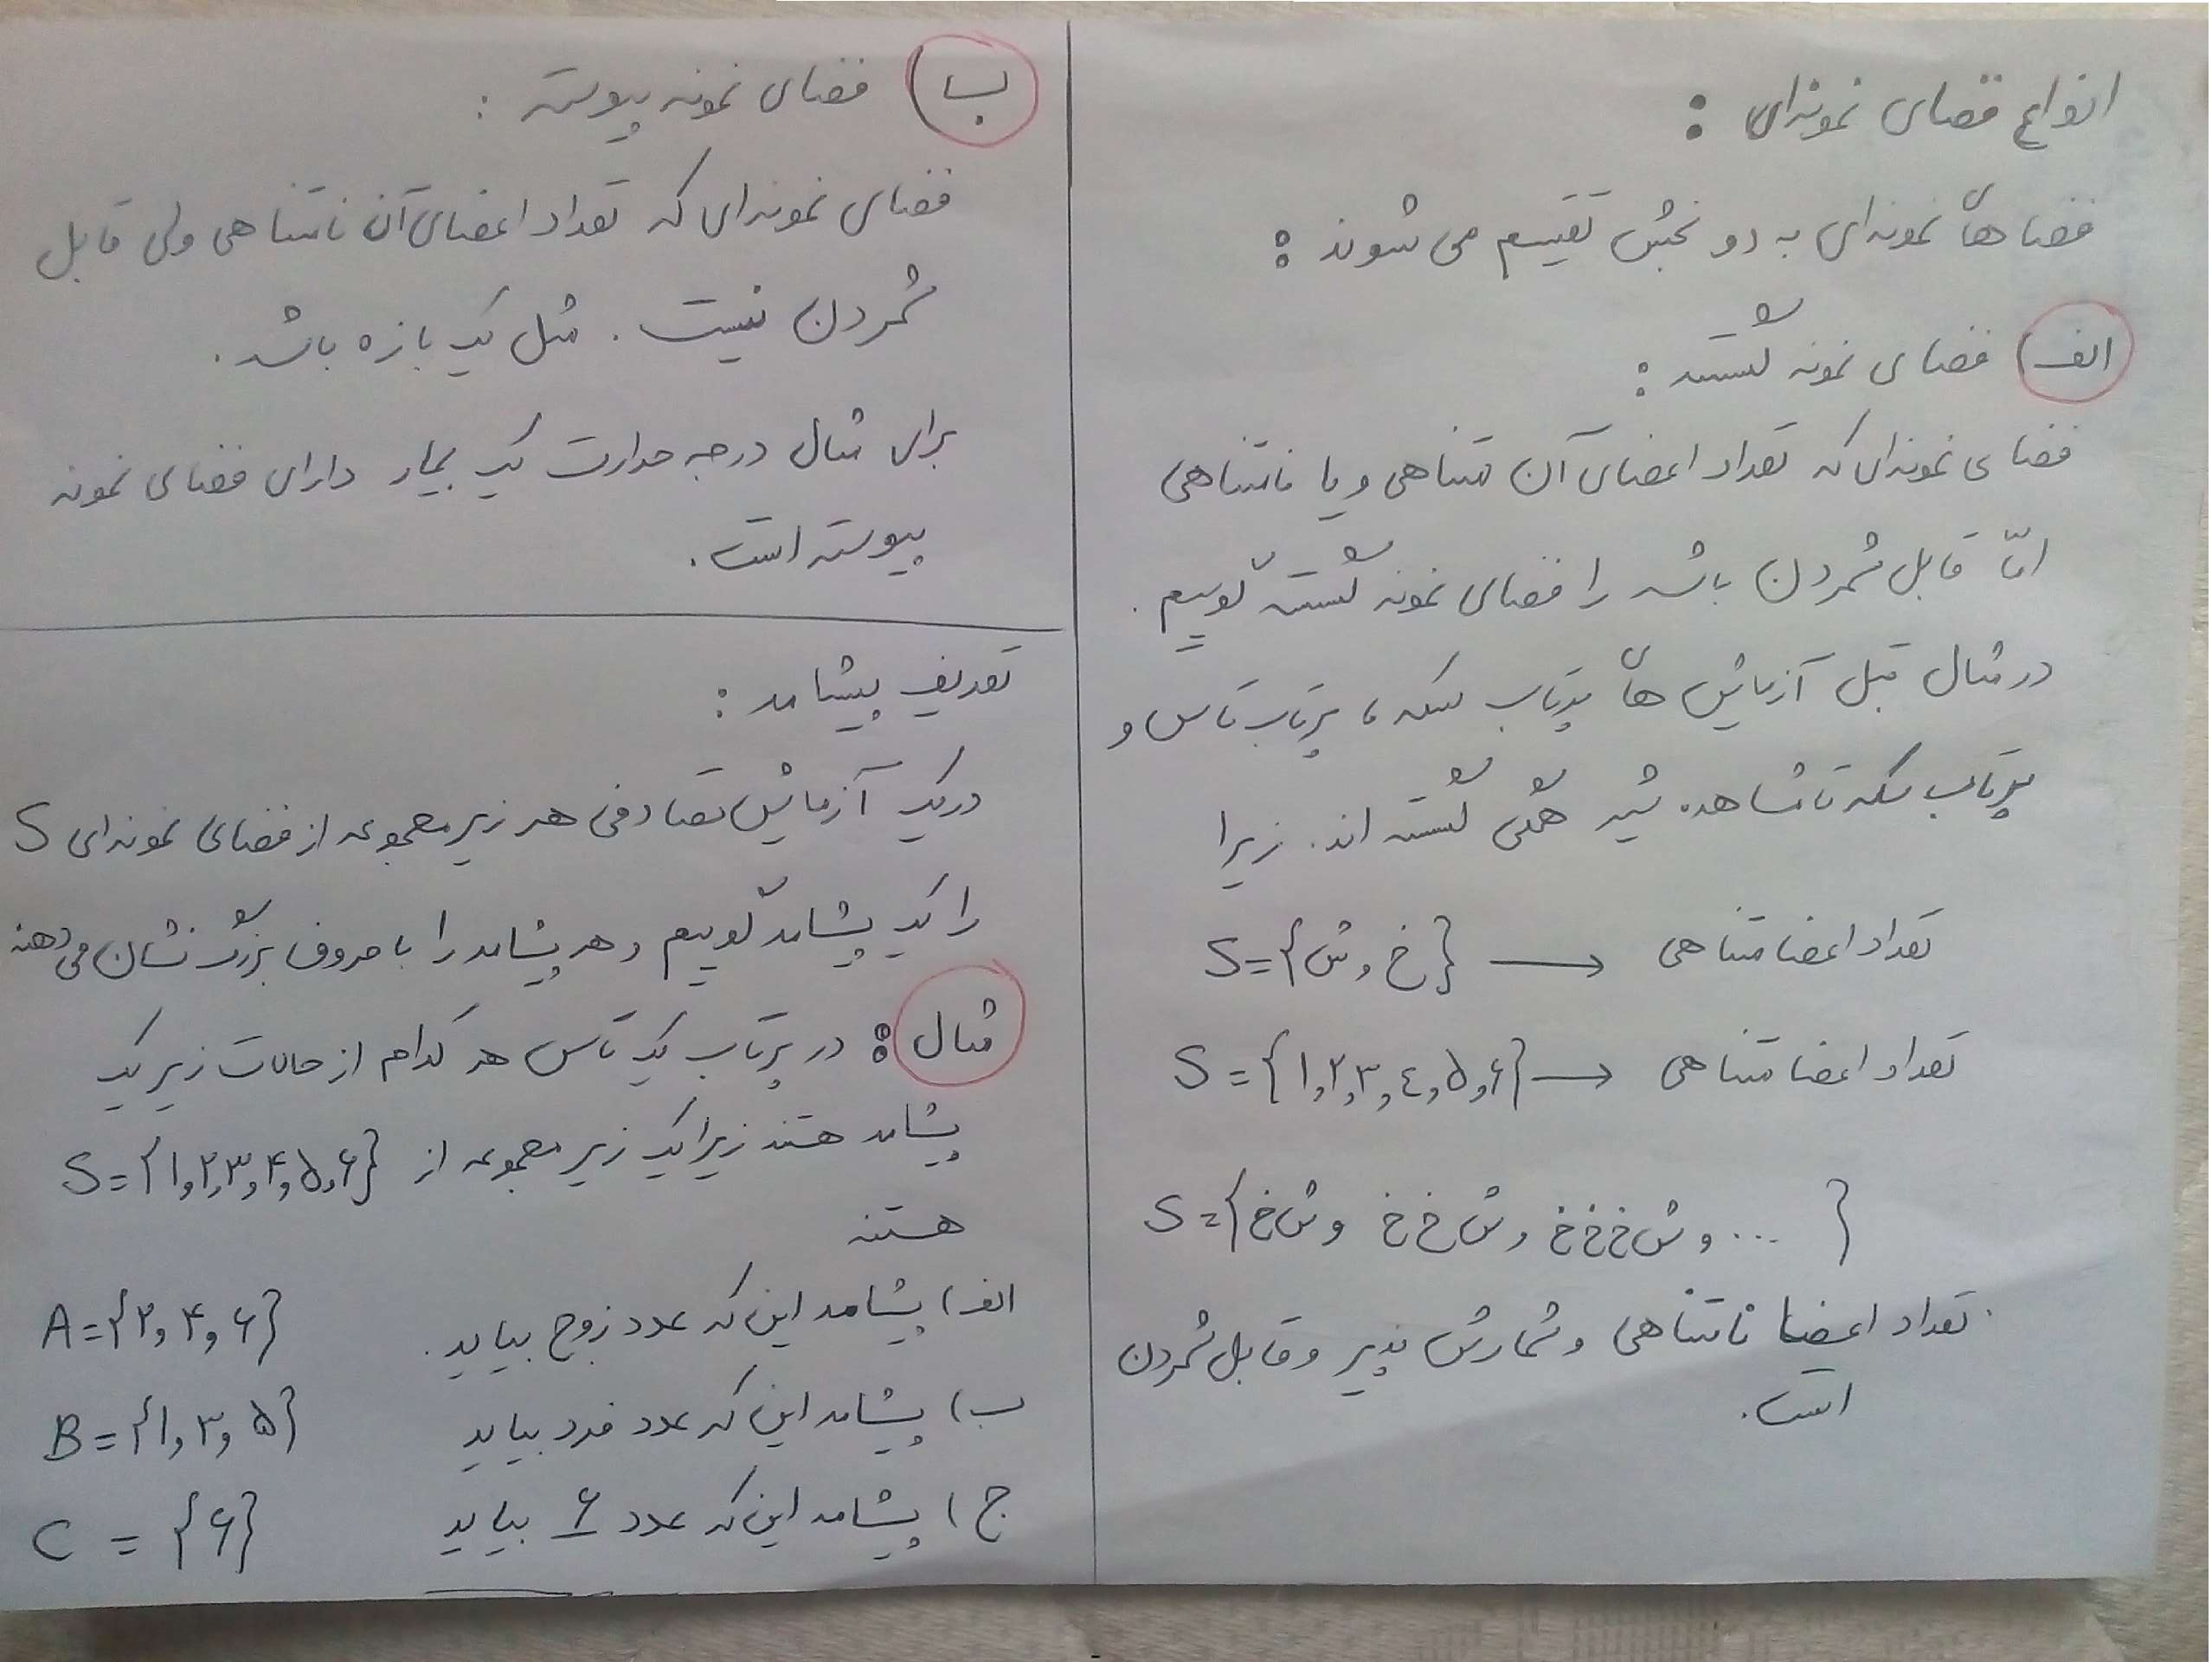 انواع فضای نمونه‌ای :
فضاهای نمونه‌ای به دو بخش تقسیم می شوند :
الف) فضای نمونه گسسته :
فضای نمونه‌ای که تعداد اعضای آن متناهی و یا نامتناهی
امّا قابل شمردن باشد را فضای نمونه گسسته گوییم .
در مثال قبل آزمایش های پرتاب سکه ، پرتاب تاس و
پرتاب سکه تا مشاهده شیر همگی گسسته اند. زیرا
S={خ , ش} → تعداد اعضا متناهی
S={۱,۲,۳,٤,۵,۶} → تعداد اعضا متناهی
S={ش خ , ش خ خ , ش خ خ خ , ... }
تعداد اعضا نامتناهی و شمارش پذیر و قابل شمردن
است.
ب) فضای نمونه پیوسته :
فضای نمونه‌ای که تعداد اعضای آن نامتناهی ولی قابل
شمردن نیست . مثل یک بازه باشد .
برای مثال درجه حرارت یک بیمار دارای فضای نمونه
پیوسته است.
تعریف پیشامد :
در یک آزمایش تصادفی هر زیر مجموعه از فضای نمونه‌ای S
را یک پیشامد گوییم و هر پیشامد را با حروف بزرگ نشان می دهند
مثال : در پرتاب یک تاس هر کدام از حالات زیر یک
پیشامد هستند زیرا یک زیر مجموعه از S={۱,۲,۳,۴,۵,۶}
هستند
الف) پیشامد این که عدد زوج بیاید . A={۲,۴,۶}
ب) پیشامد این که عدد فرد بیاید B={۱,۳,۵}
ج) پیشامد این که عدد ۶ بیاید C = {۶}